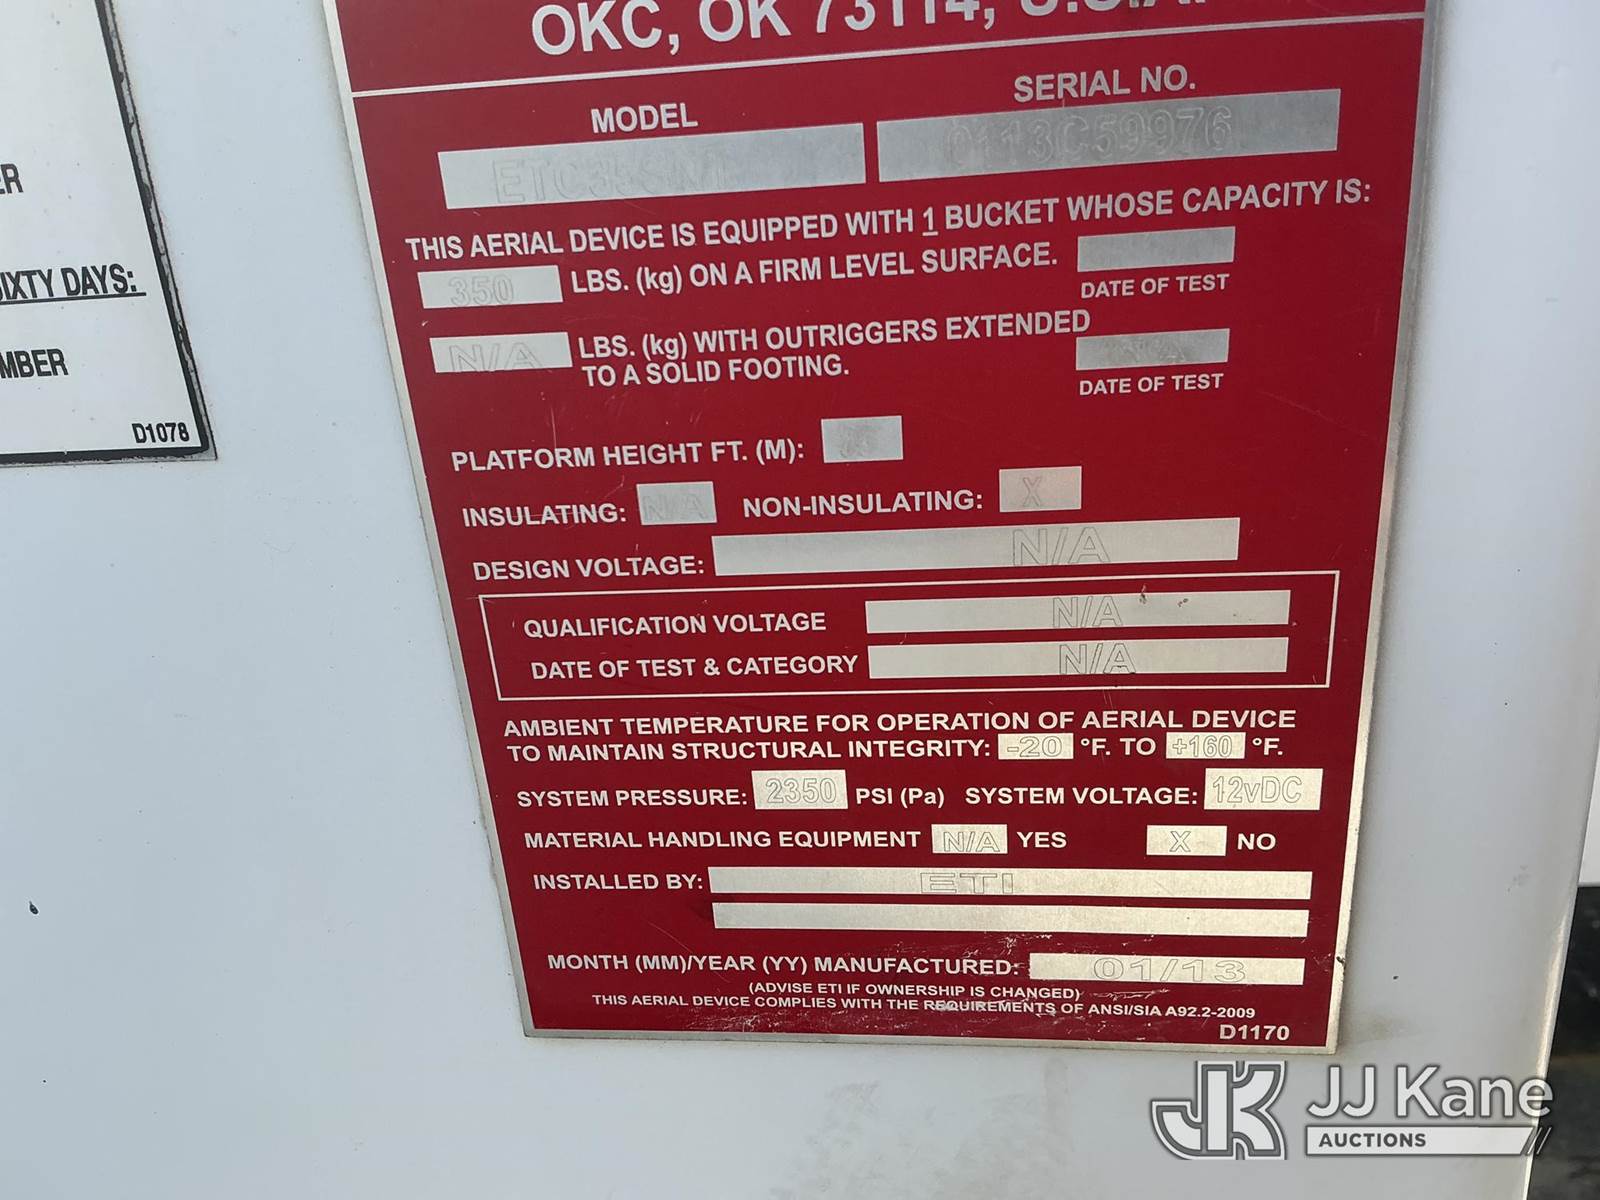 OKC, OK 73114, U.S.A.
MODEL
SERIAL NO.
0113C59976
THIS AERIAL DEVICE IS EQUIPPED WITH 1 BUCKET WHOSE CAPACITY IS:
350 LBS. (kg) ON A FIRM LEVEL SURFACE.
DATE OF TEST
N/A LBS. (kg) WITH OUTRIGGERS EXTENDED
TO A SOLID FOOTING.
N/A
DATE OF TEST
PLATFORM HEIGHT FT. (M):
INSULATING: N/A NON-INSULATING: X
DESIGN VOLTAGE: N/A
QUALIFICATION VOLTAGE N/A
DATE OF TEST & CATEGORY N/A
AMBIENT TEMPERATURE FOR OPERATION OF AERIAL DEVICE
TO MAINTAIN STRUCTURAL INTEGRITY: -20 °F. TO +160 °F.
SYSTEM PRESSURE: 2350 PSI (Pa) SYSTEM VOLTAGE: 12vDC
MATERIAL HANDLING EQUIPMENT N/A YES X NO
INSTALLED BY: ETI
MONTH (MM)/YEAR (YY) MANUFACTURED: 01/13
(ADVISE ETI IF OWNERSHIP IS CHANGED)
THIS AERIAL DEVICE COMPLIES WITH THE REQUIREMENTS OF ANSI/SIA A92.2-2009
D1170
ER
SIXTY DAYS:
MBER
D1078
JK JJ Kane
AUCTIONS